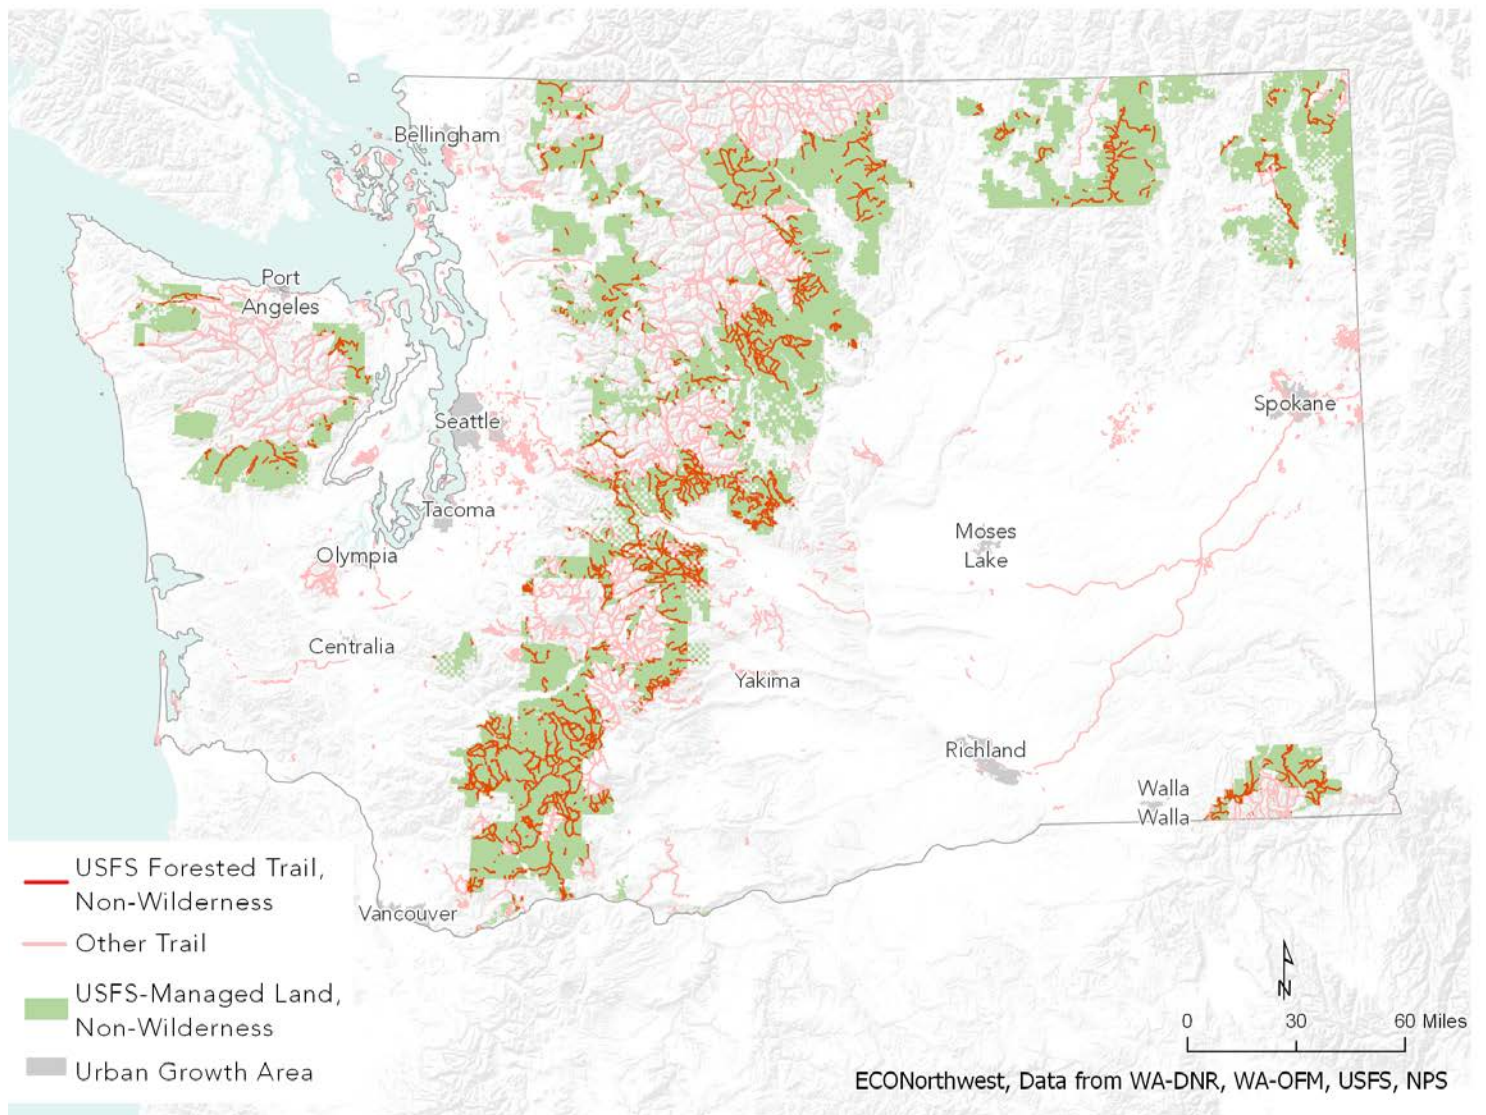 Bellingham
Port
Angeles
Seattle
Spokane
Tacoma
Moses
Lake
Olympia
Centralia
Yakima
Richland
Walla
Walla
Vancouver
USFS Forested Trail,
Non-Wilderness
Other Trail
USFS-Managed Land,
Non-Wilderness
Urban Growth Area
N
0 30 60 Miles
ECONorthwest, Data from WA-DNR, WA-OFM, USFS, NPS